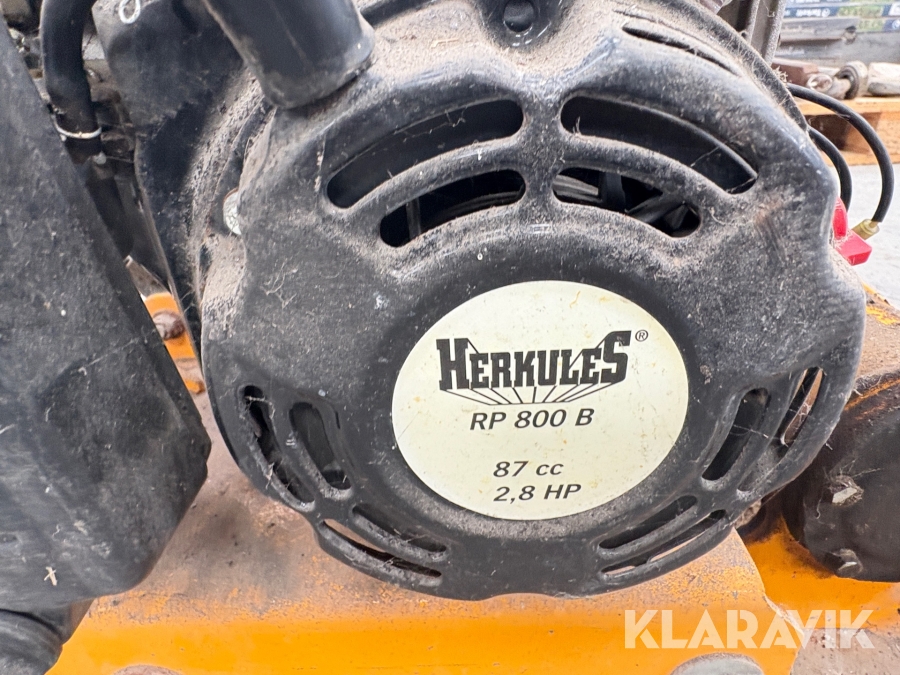 HERKULES®
RP 800 B
87 cc
2,8 HP
KLARAVIK